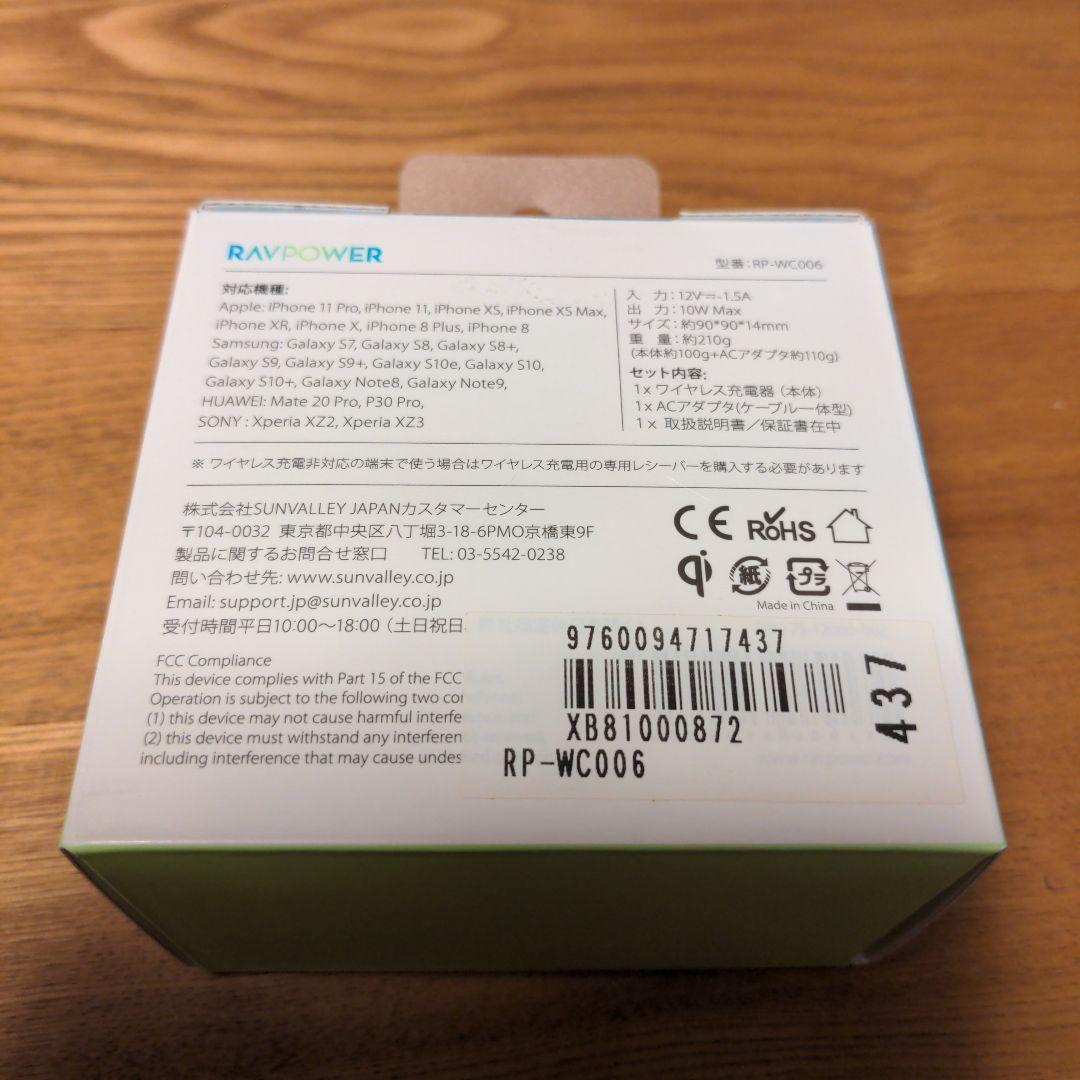 RAVPOWER
型番:RP-WC006
対応機種:
Apple: iPhone 11 Pro, iPhone 11, iPhone XS, iPhone XS Max,
iPhone XR, iPhone X, iPhone 8 Plus, iPhone 8
Samsung: Galaxy S7, Galaxy S8, Galaxy S8+,
Galaxy S9, Galaxy S9+, Galaxy S10e, Galaxy S10,
Galaxy S10+, Galaxy Note8, Galaxy Note9,
HUAWEI: Mate 20 Pro, P30 Pro,
SONY : Xperia XZ2, Xperia XZ3
入 力:12V⎓1.5A
出 力:10W Max
サイズ:約90*90*14mm
重 量:約210g
(本体約100g+ACアダプタ約110g)
セット内容:
1x ワイヤレス充電器(本体)
1x ACアダプタ(ケーブル一体型)
1x 取扱説明書/保証書在中
※ ワイヤレス充電非対応の端末で使う場合はワイヤレス充電用の専用レシーバーを購入する必要があります
株式会社SUNVALLEY JAPANカスタマーセンター
〒104-0032 東京都中央区八丁堀3-18-6PMO京橋東9F
製品に関するお問合せ窓口 TEL: 03-5542-0238
問い合わせ先: www.sunvalley.co.jp
Email: support.jp@sunvalley.co.jp
受付時間平日10:00〜18:00(土日祝日
CE RoHS
qi 紙 プラ
Made in China
FCC Compliance
This device complies with Part 15 of the FCC
Operation is subject to the following two co
(1) this device may not cause harmful interfe
(2) this device must withstand any interferen
including interference that may cause undes
9760094717437
XB81000872
RP-WC006
437